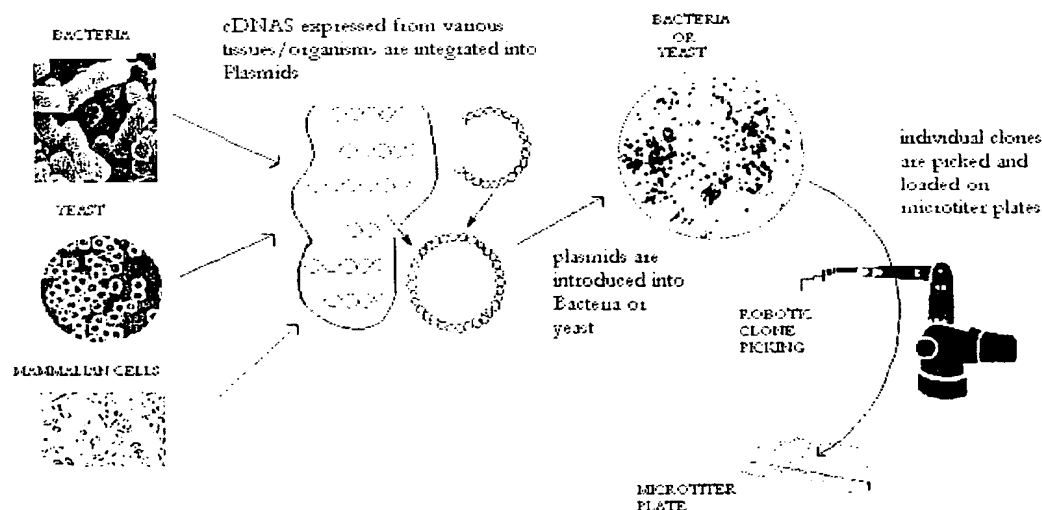 BACTERIA
cDNAS expressed from various
tissues/organisms are integrated into
Plasmids
YEAST
MAMMALIAN CELLS
BACTERIA
OR
YEAST
plasmids are
introduced into
Bacteria or
yeast
individual clones
are picked and
loaded on
microtiter plates
ROBOTIC
CLONE
PICKING
MICROTITER
PLATE